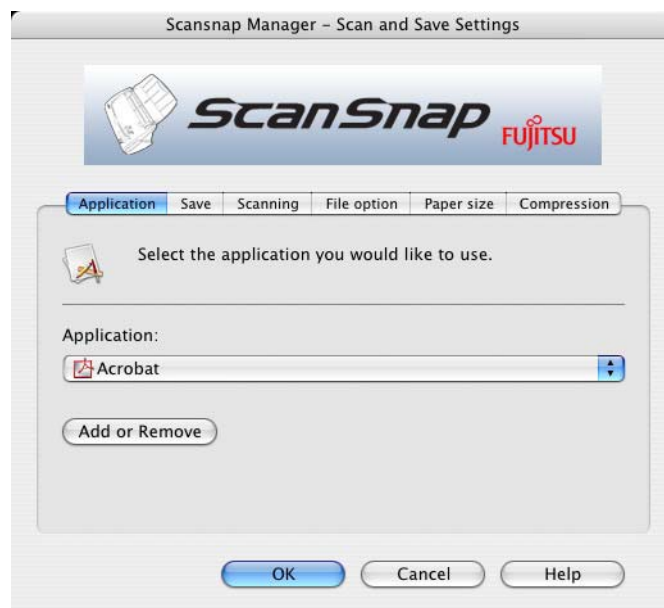 Scansnap Manager – Scan and Save Settings
ScanSnap
FUJITSU
Application Save Scanning File option Paper size Compression
Select the application you would like to use.
Application:
Acrobat
Add or Remove
OK Cancel Help